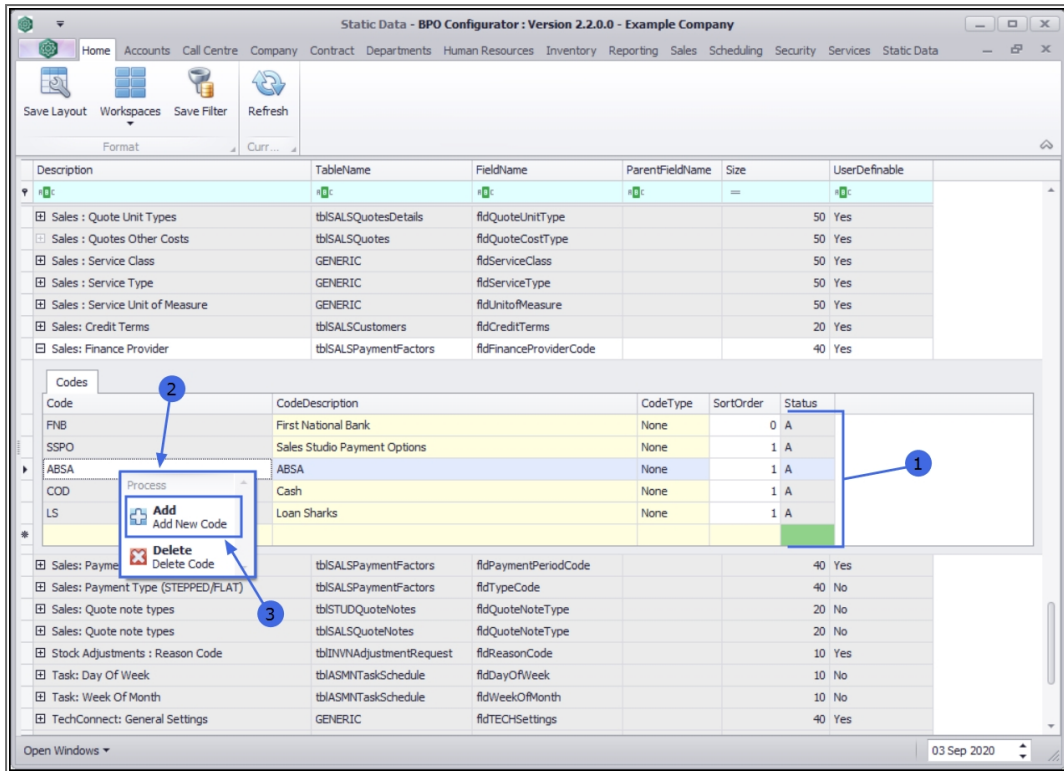 Static Data - BPO Configurator : Version 2.2.0.0 - Example Company
Home Accounts Call Centre Company Contract Departments Human Resources Inventory Reporting Sales Scheduling Security Services Static Data
Save Layout Workspaces Save Filter Refresh
Format Curr...
Description TableName FieldName ParentFieldName Size UserDefinable
ABC ABC ABC ABC = ABC
Sales : Quote Unit Types tblSALSQuotesDetails fldQuoteUnitType 50 Yes
Sales : Quotes Other Costs tblSALSQuotes fldQuoteCostType 50 Yes
Sales : Service Class GENERIC fldServiceClass 50 Yes
Sales : Service Type GENERIC fldServiceType 50 Yes
Sales : Service Unit of Measure GENERIC fldUnitofMeasure 50 Yes
Sales: Credit Terms tblSALSCustomers fldCreditTerms 20 Yes
Sales: Finance Provider tblSALSPaymentFactors fldFinanceProviderCode 40 Yes
Codes
2
Code CodeDescription CodeType SortOrder Status
FNB First National Bank None 0 A
SSPO Sales Studio Payment Options None 1 A
1
ABSA ABSA None 1 A
Process
COD Cash None 1 A
Add
LS Loan Sharks None 1 A
Add New Code
Delete
Delete Code
Sales: Payme tblSALSPaymentFactors fldPaymentPeriodCode 40 Yes
Sales: Payment Type (STEPPED/FLAT) tblSALSPaymentFactors fldTypeCode 40 No
3
Sales: Quote note types tblSTUDQuoteNotes fldQuoteNoteType 20 No
Sales: Quote note types tblSALSQuoteNotes fldQuoteNoteType 20 No
Stock Adjustments : Reason Code tblINVNAdjustmentRequest fldReasonCode 10 Yes
Task: Day Of Week tblASMNTaskSchedule fldDayOfWeek 10 No
Task: Week Of Month tblASMNTaskSchedule fldWeekOfMonth 10 No
TechConnect: General Settings GENERIC fldTECHSettings 40 Yes
Open Windows 03 Sep 2020